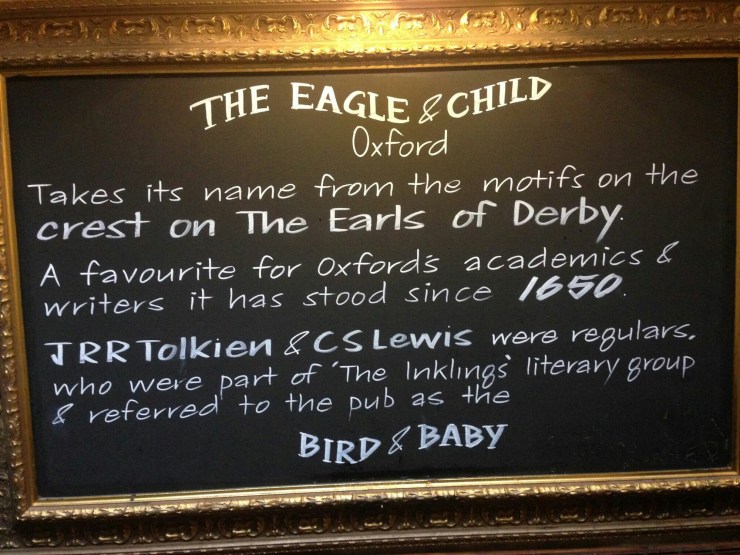 THE EAGLE & CHILD
Oxford
Takes its name from the motifs on the
crest on The Earls of Derby.
A favourite for Oxford's academics &
writers it has stood since 1650.
JRR Tolkien & CS Lewis were regulars,
who were part of 'The Inklings' literary group
& referred to the pub as the
BIRD & BABY